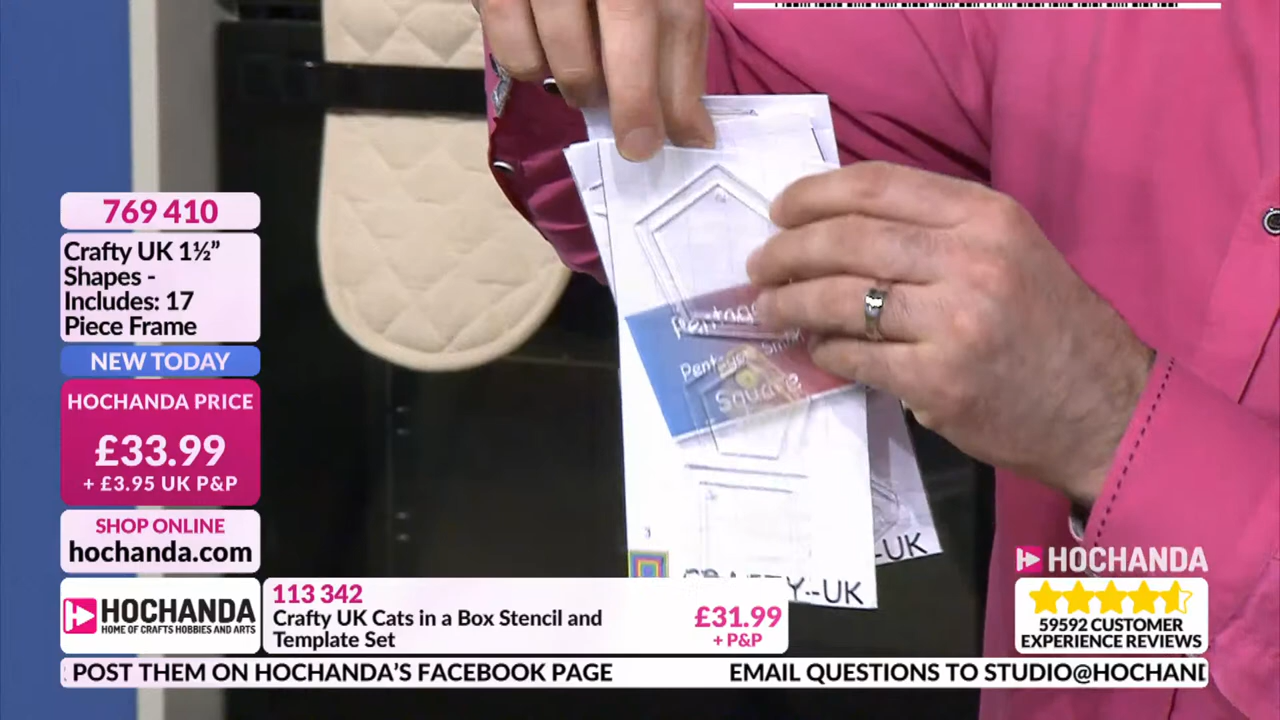 769 410
Crafty UK 1½”
Shapes -
Includes: 17
Piece Frame
NEW TODAY
HOCHANDA PRICE
£33.99
+ £3.95 UK P&P
SHOP ONLINE
hochanda.com
Square
-UK
Y--UK
HOCHANDA
HOME OF CRAFTS HOBBIES AND ARTS
113 342
Crafty UK Cats in a Box Stencil and
Template Set
£31.99
+ P&P
HOCHANDA
59592 CUSTOMER
EXPERIENCE REVIEWS
POST THEM ON HOCHANDA’S FACEBOOK PAGE EMAIL QUESTIONS TO STUDIO@HOCHAND